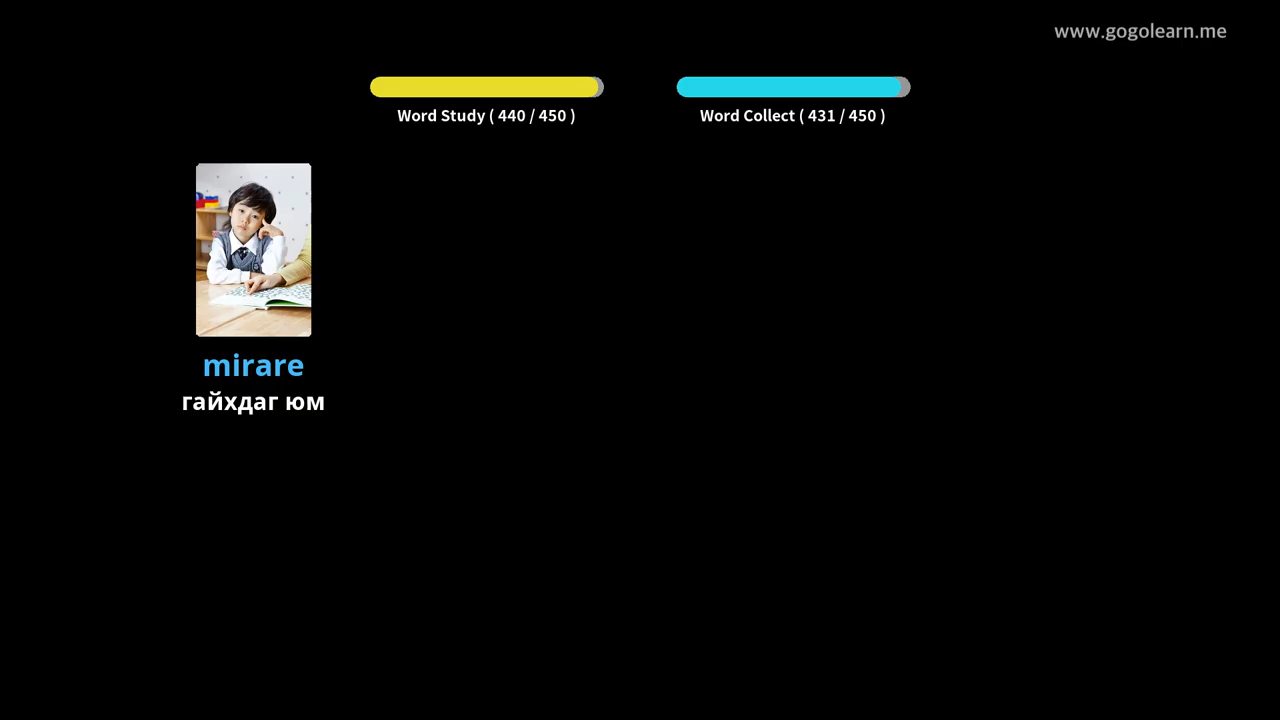 www.gogolearn.me
Word Study ( 440 / 450 )
Word Collect ( 431 / 450 )
mirare
гайхдаг юм